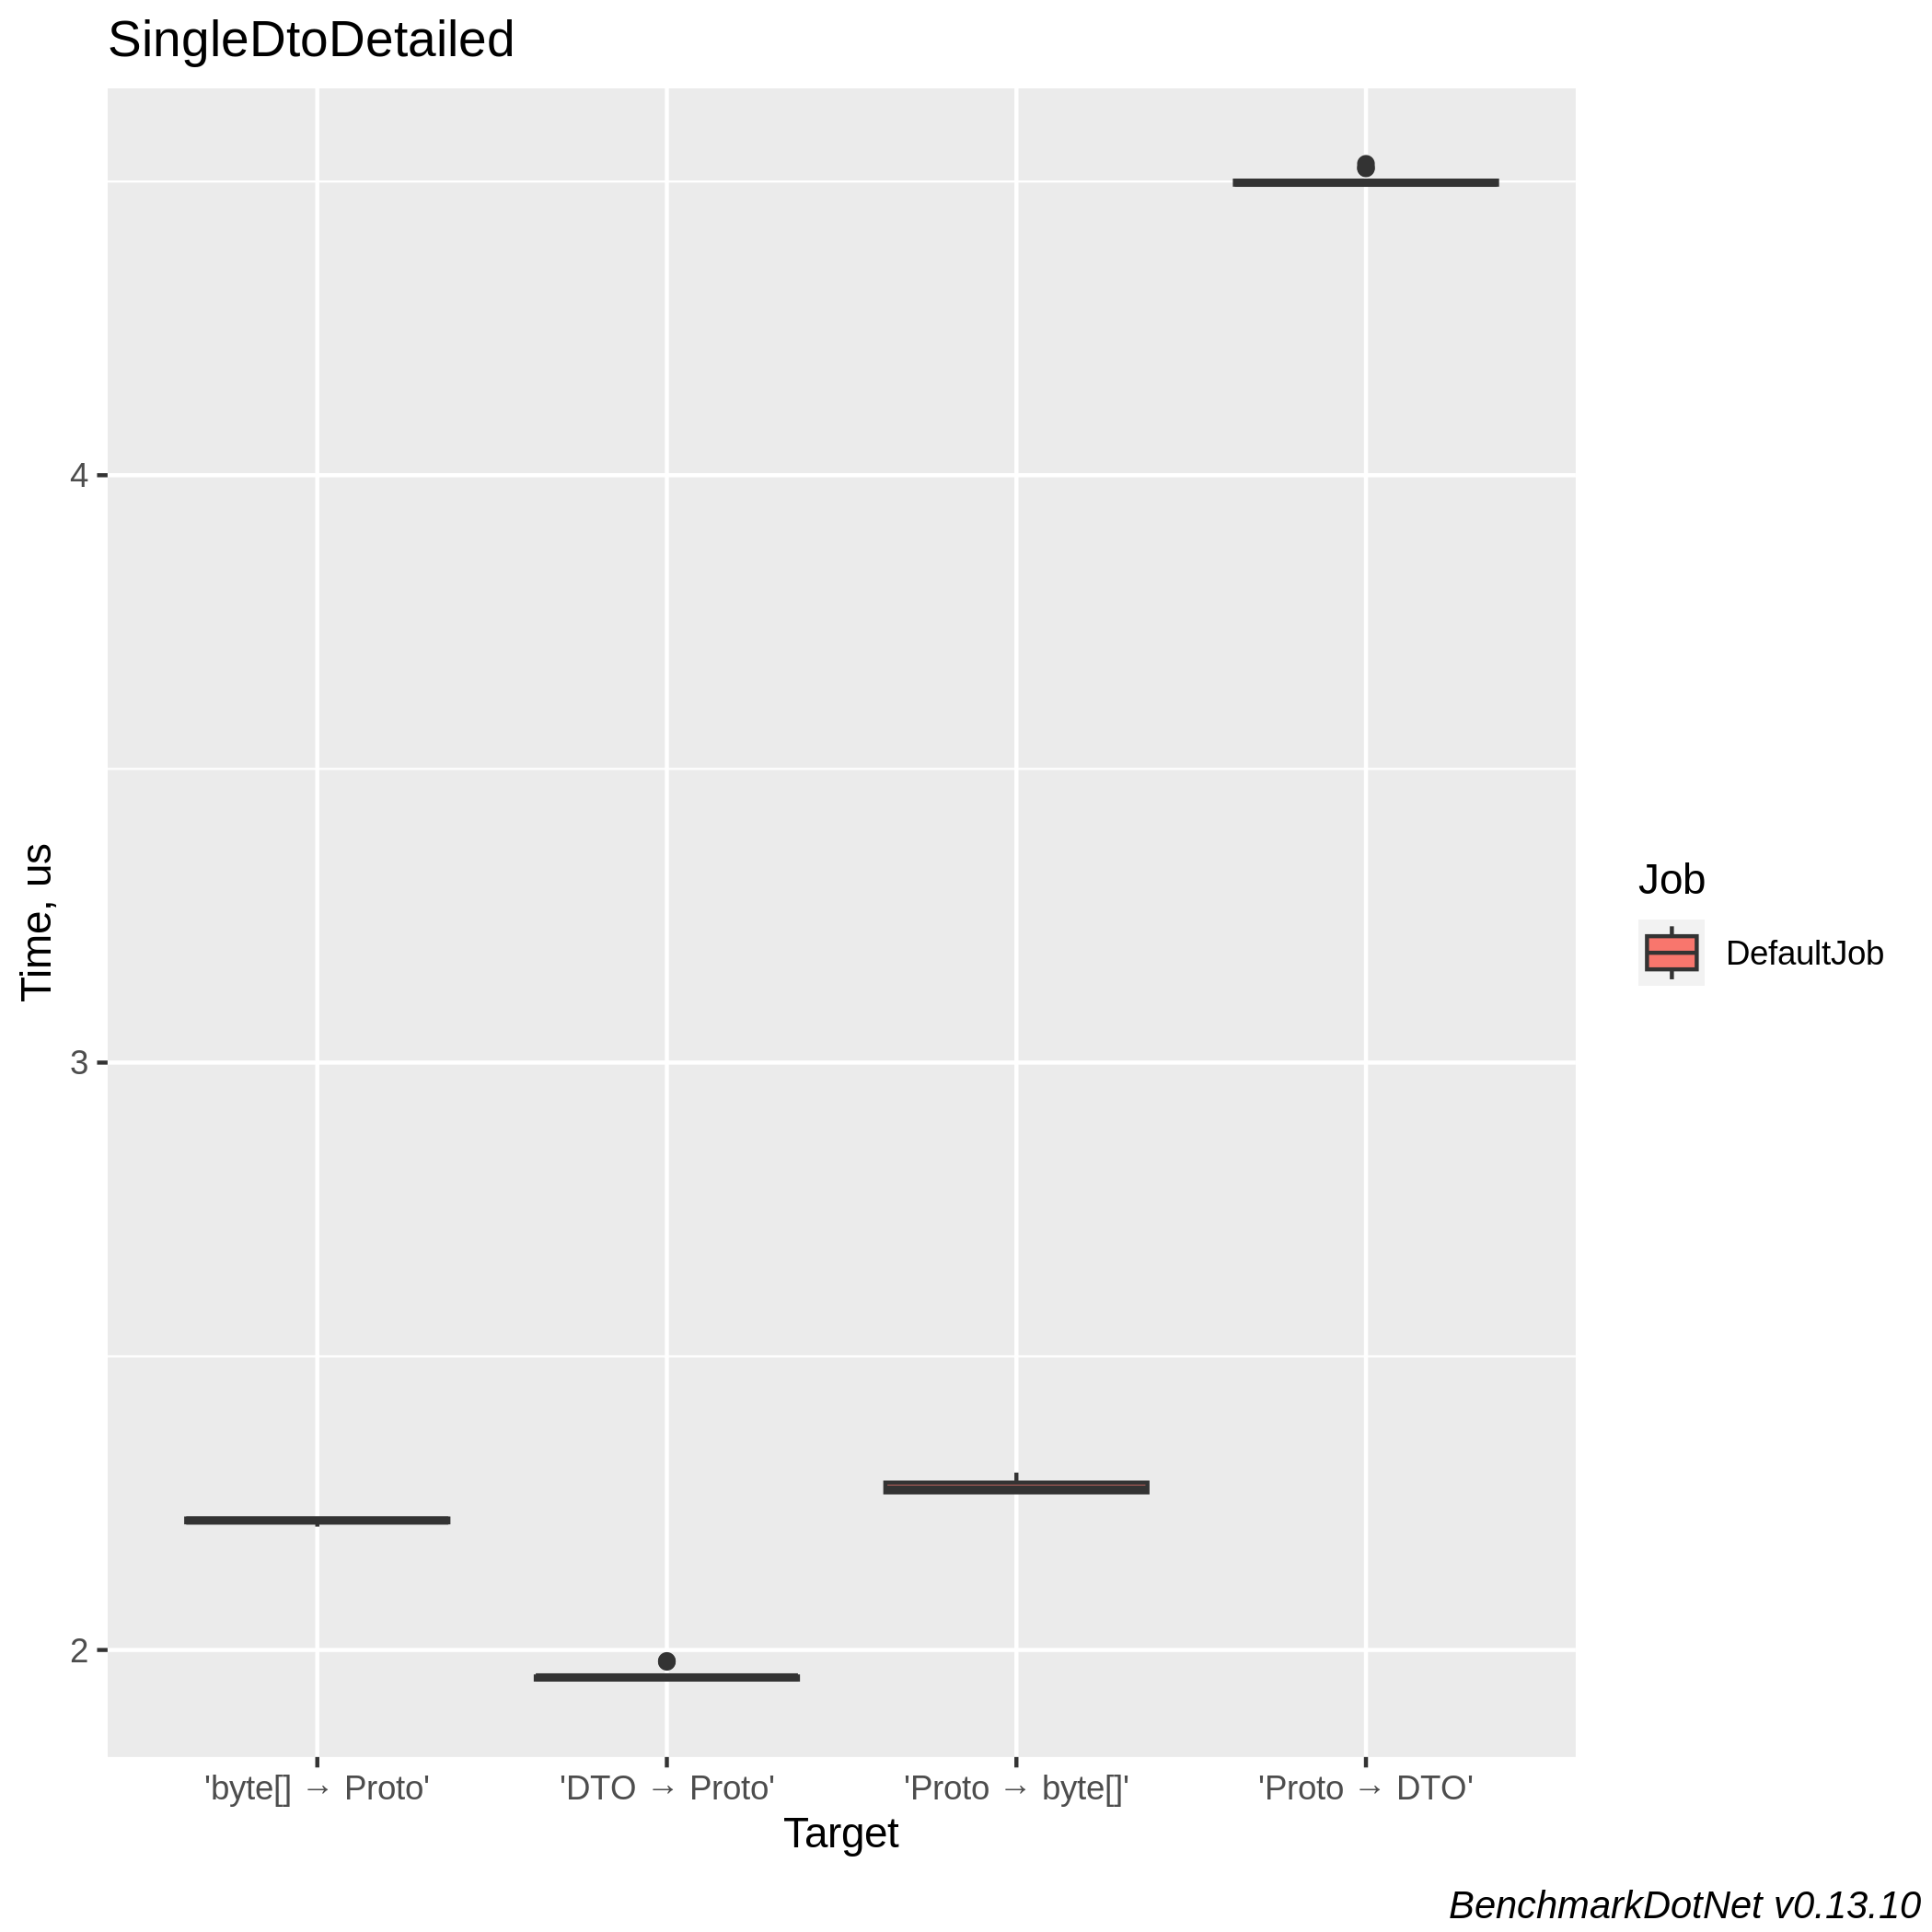 SingleDtoDetailed
Time, us
4
3
2
'byte[] → Proto' 'DTO → Proto' 'Proto → byte[]' 'Proto → DTO'
Target
Job
DefaultJob
BenchmarkDotNet v0.13.10